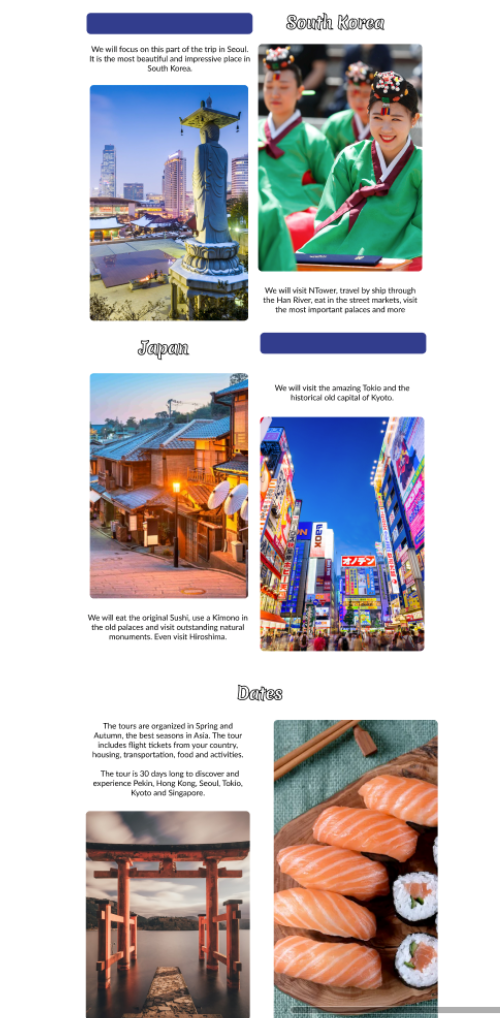 South Korea
We will focus on this part of the trip in Seoul.
It is the most beautiful and impressive place in
South Korea.
We will visit NTower, travel by ship through
the Han River, eat in the street markets, visit
the most important palaces and more
Japan
We will visit the amazing Tokio and the
historical old capital of Kyoto.
オノデン
We will eat the original Sushi, use a Kimono in
the old palaces and visit outstanding natural
monuments. Even visit Hiroshima.
Dates
The tours are organized in Spring and
Autumn, the best seasons in Asia. The tour
includes flight tickets from your country,
housing, transportation, food and activities.
The tour is 30 days long to discover and
experience Pekin, Hong Kong, Seoul, Tokio,
Kyoto and Singapore.